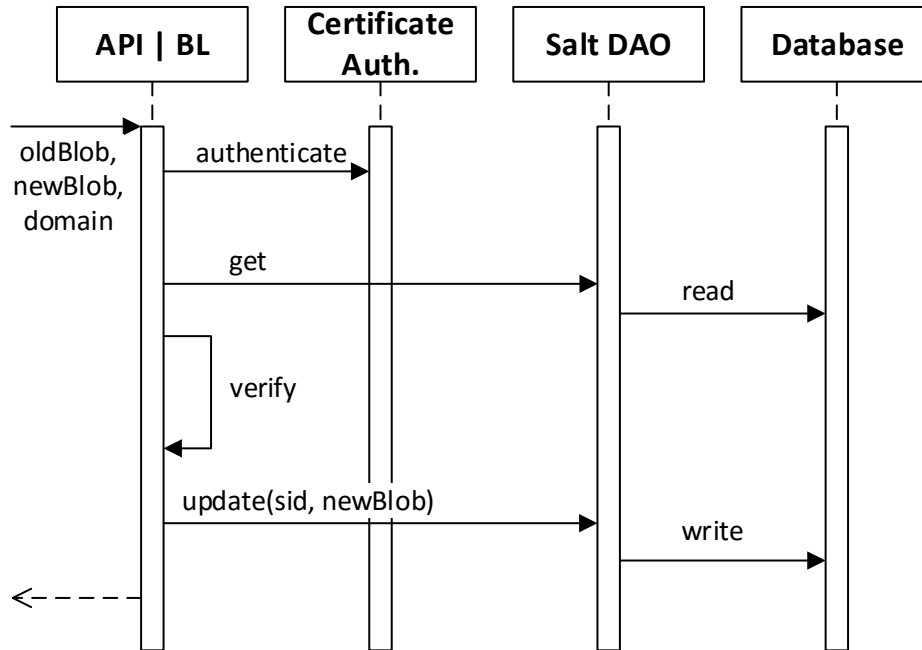 API | BL
Certificate
Auth.
Salt DAO
Database
oldBlob,
newBlob,
domain
authenticate
get
read
verify
update(sid, newBlob)
write